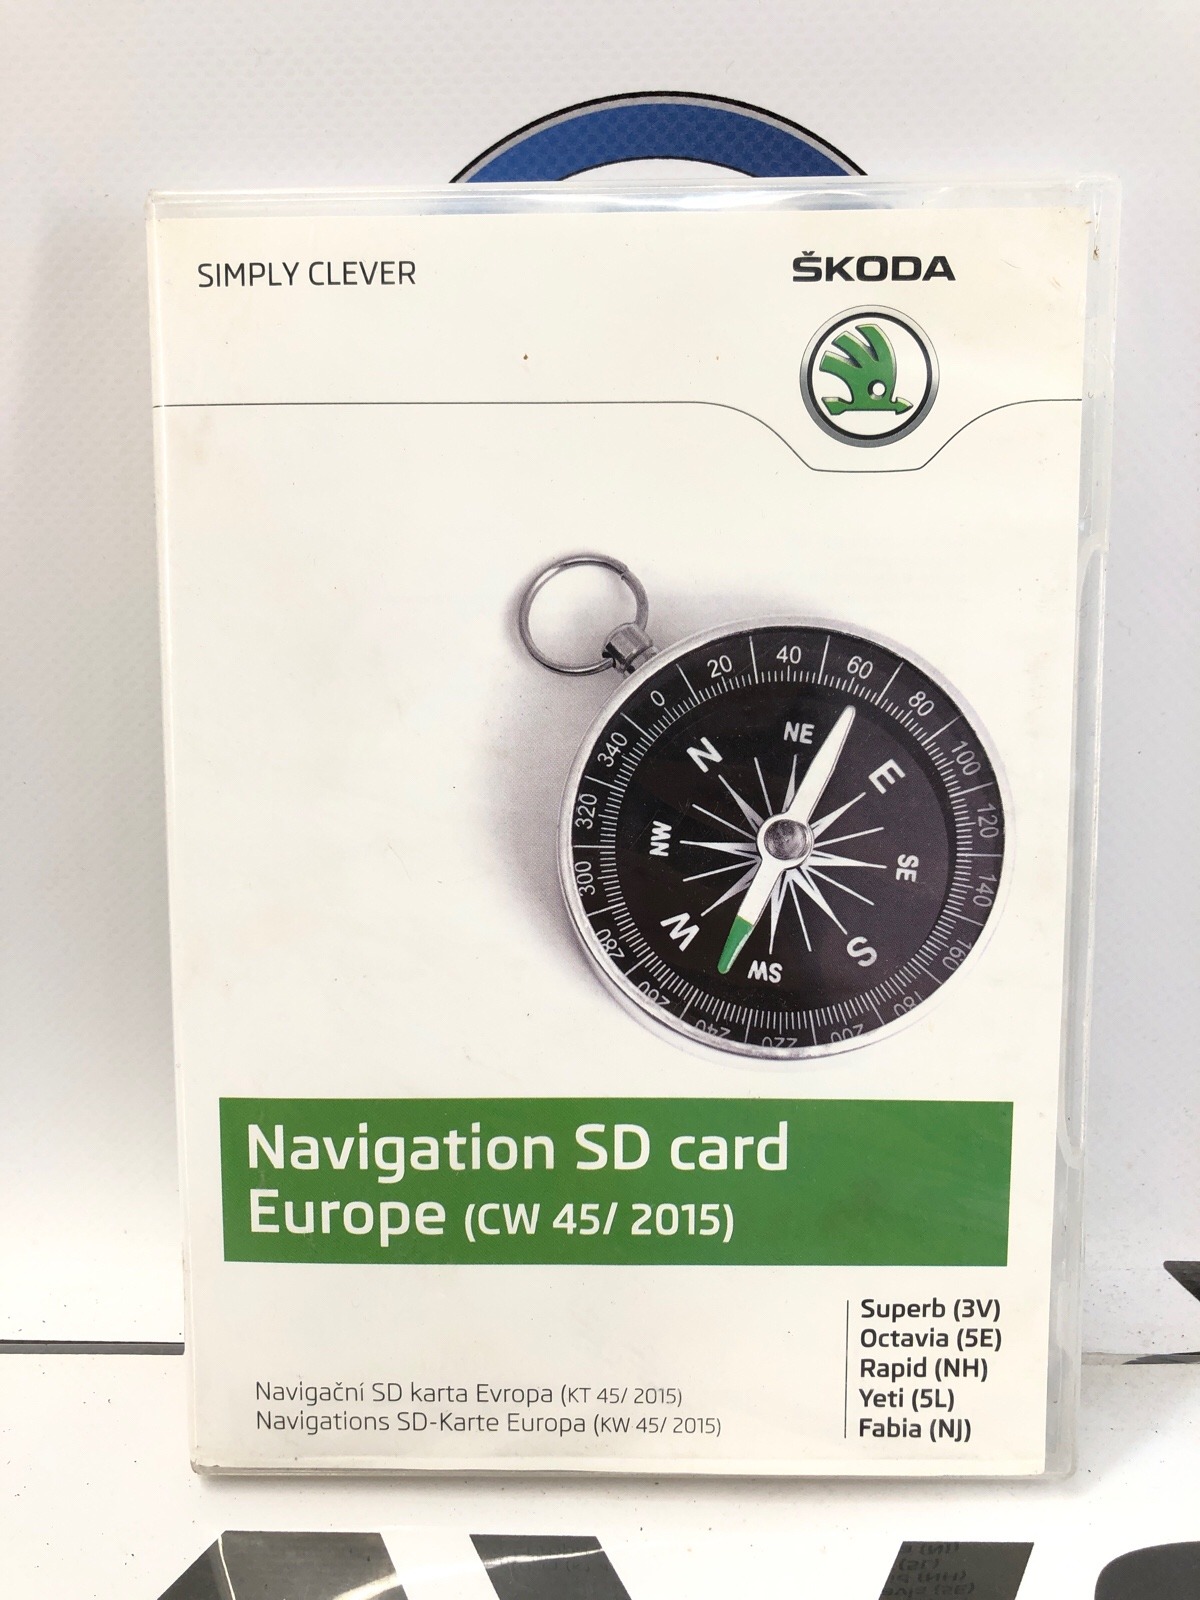 SIMPLY CLEVER
ŠKODA
0 20 40 60 80 100 120 140 160 180 200 220 240 260 280 300 320 340
N NE E SE S SW W NW
Navigation SD card
Europe (CW 45/ 2015)
Superb (3V)
Octavia (5E)
Rapid (NH)
Yeti (5L)
Fabia (NJ)
Navigační SD karta Evropa (KT 45/ 2015)
Navigations SD-Karte Europa (KW 45/ 2015)